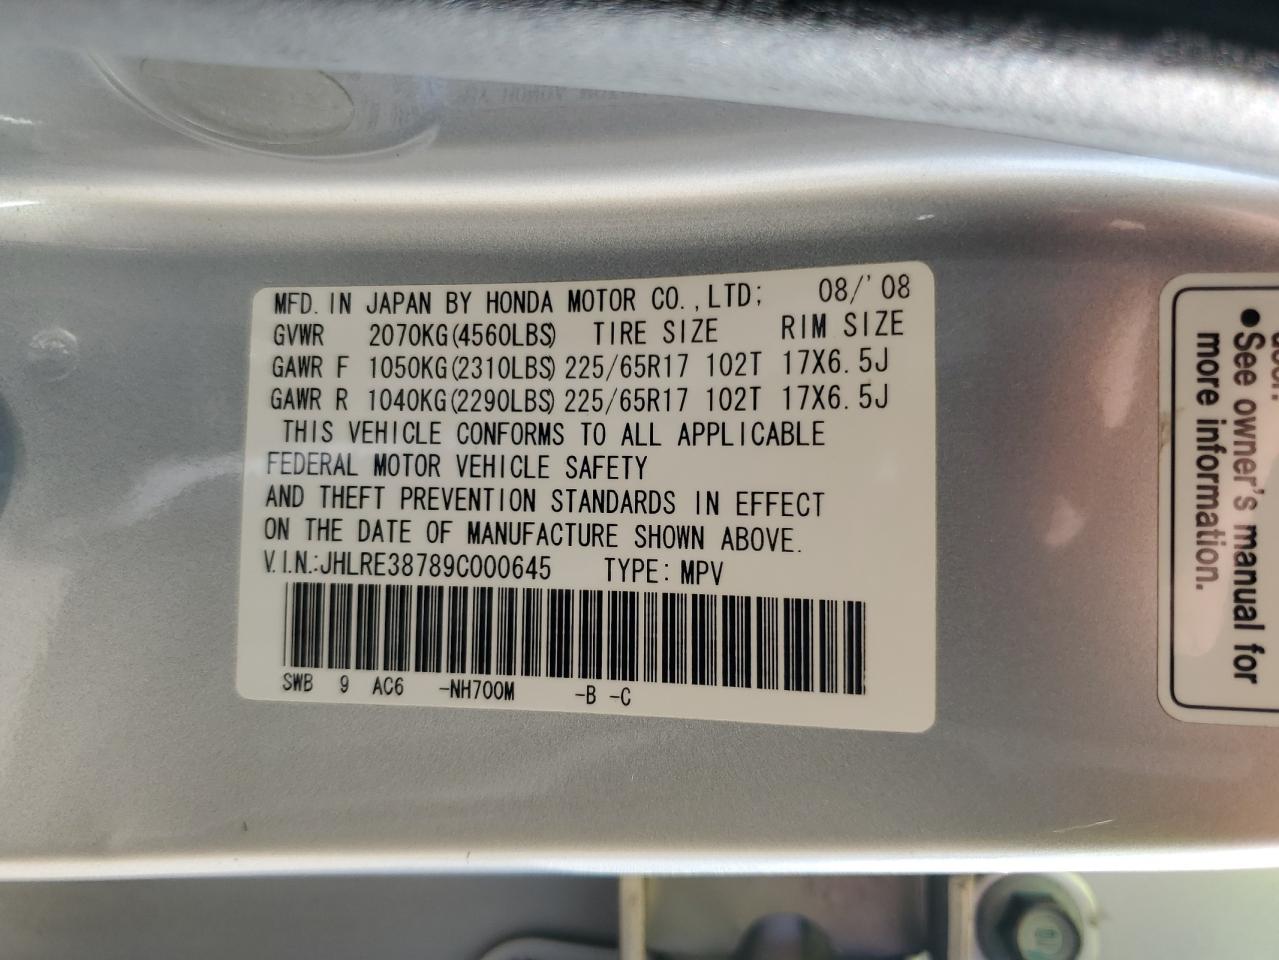 MFD. IN JAPAN BY HONDA MOTOR CO.,LTD; 08/'08
GVWR 2070KG(4560LBS) TIRE SIZE RIM SIZE
GAWR F 1050KG(2310LBS) 225/65R17 102T 17X6.5J
GAWR R 1040KG(2290LBS) 225/65R17 102T 17X6.5J
THIS VEHICLE CONFORMS TO ALL APPLICABLE
FEDERAL MOTOR VEHICLE SAFETY
AND THEFT PREVENTION STANDARDS IN EFFECT
ON THE DATE OF MANUFACTURE SHOWN ABOVE.
V.I.N.:JHLRE38789C000645 TYPE: MPV
SWB 9 AC6 -NH700M -B -C
•See owner's manual for
more information.